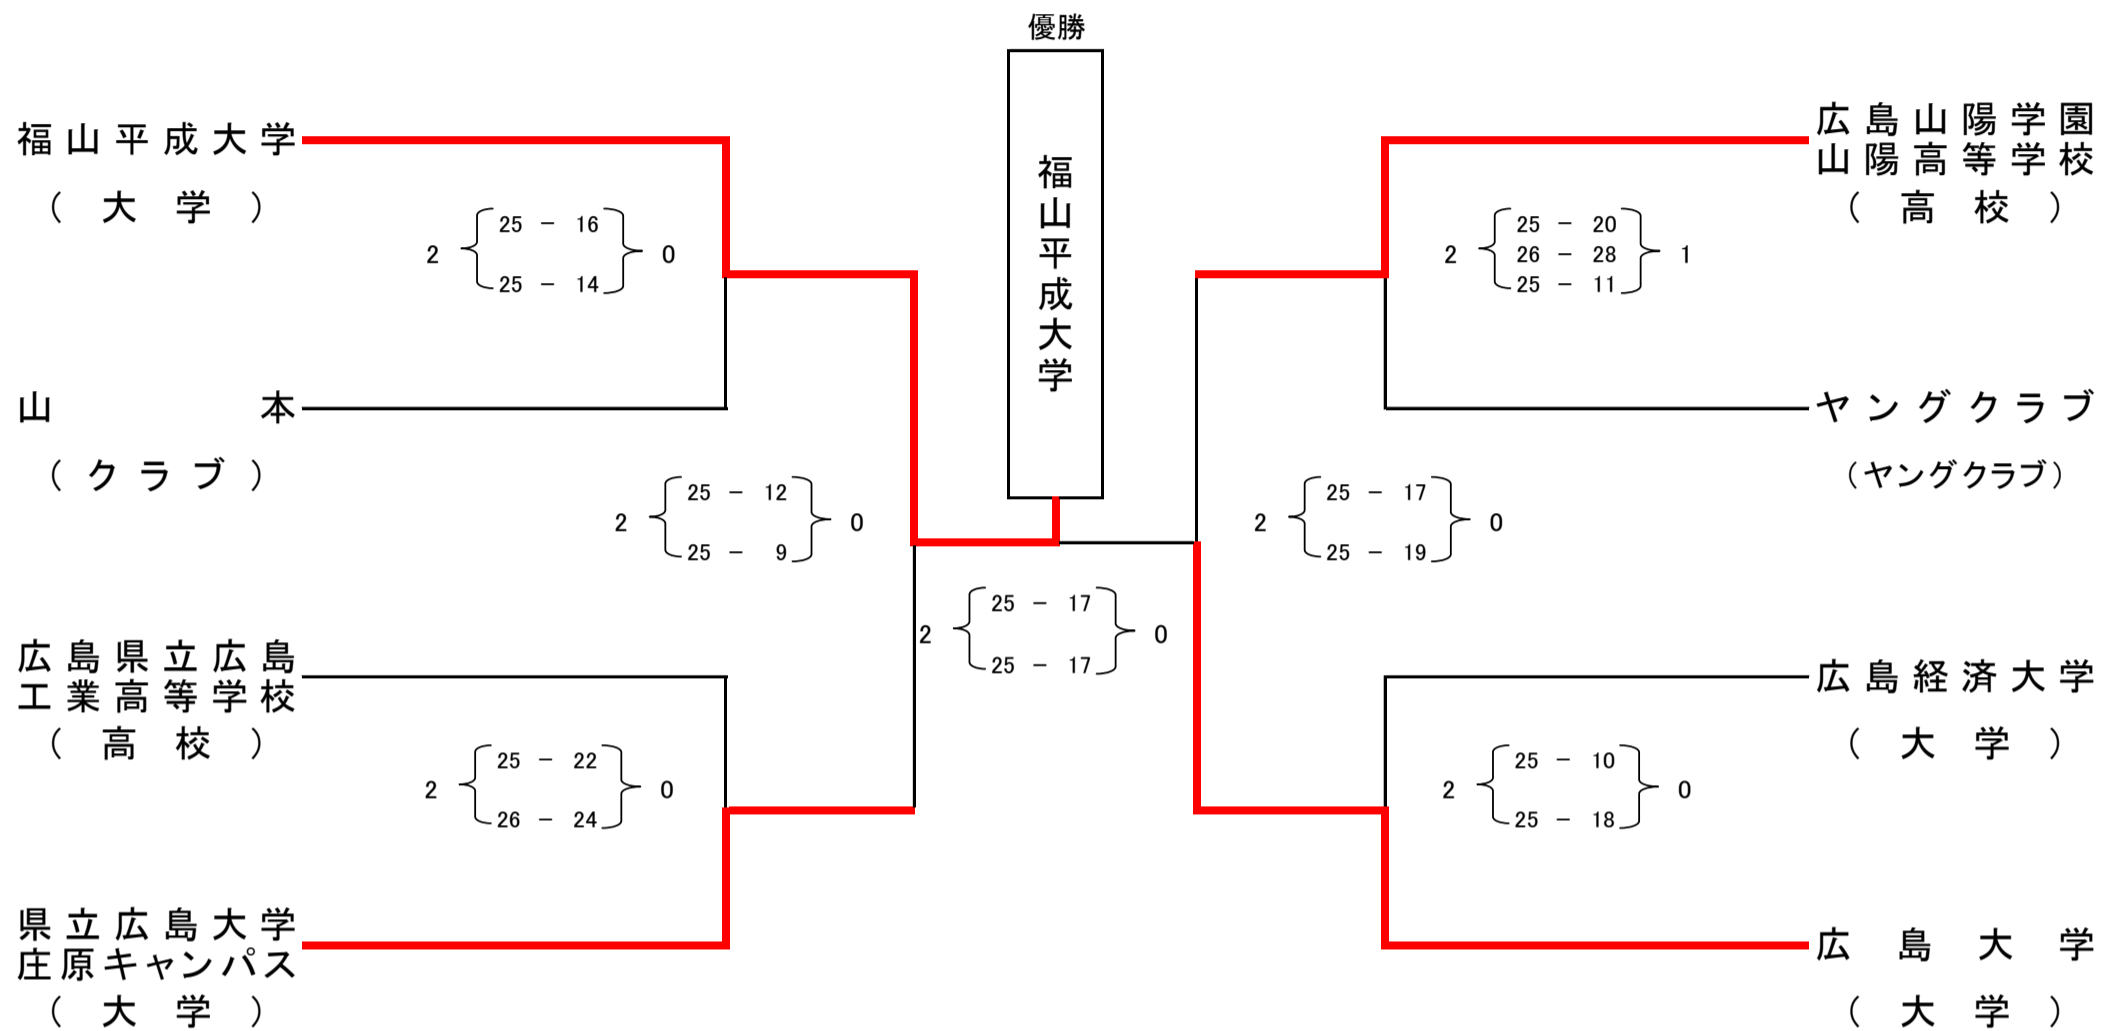 優勝
福山平成大学
福山平成大学
（大学）
2 25 － 16 0
25 － 14
山本
（クラブ）
2 25 － 12 0
25 － 9
広島県立広島
工業高等学校
（高校）
2 25 － 22 0
26 － 24
県立広島大学
庄原キャンパス
（大学）
2 25 － 17 0
25 － 17
広島山陽学園
山陽高等学校
（高校）
2 25 － 20 1
26 － 28
25 － 11
ヤングクラブ
（ヤングクラブ）
2 25 － 17 0
25 － 19
広島経済大学
（大学）
2 25 － 10 0
25 － 18
広島大学
（大学）